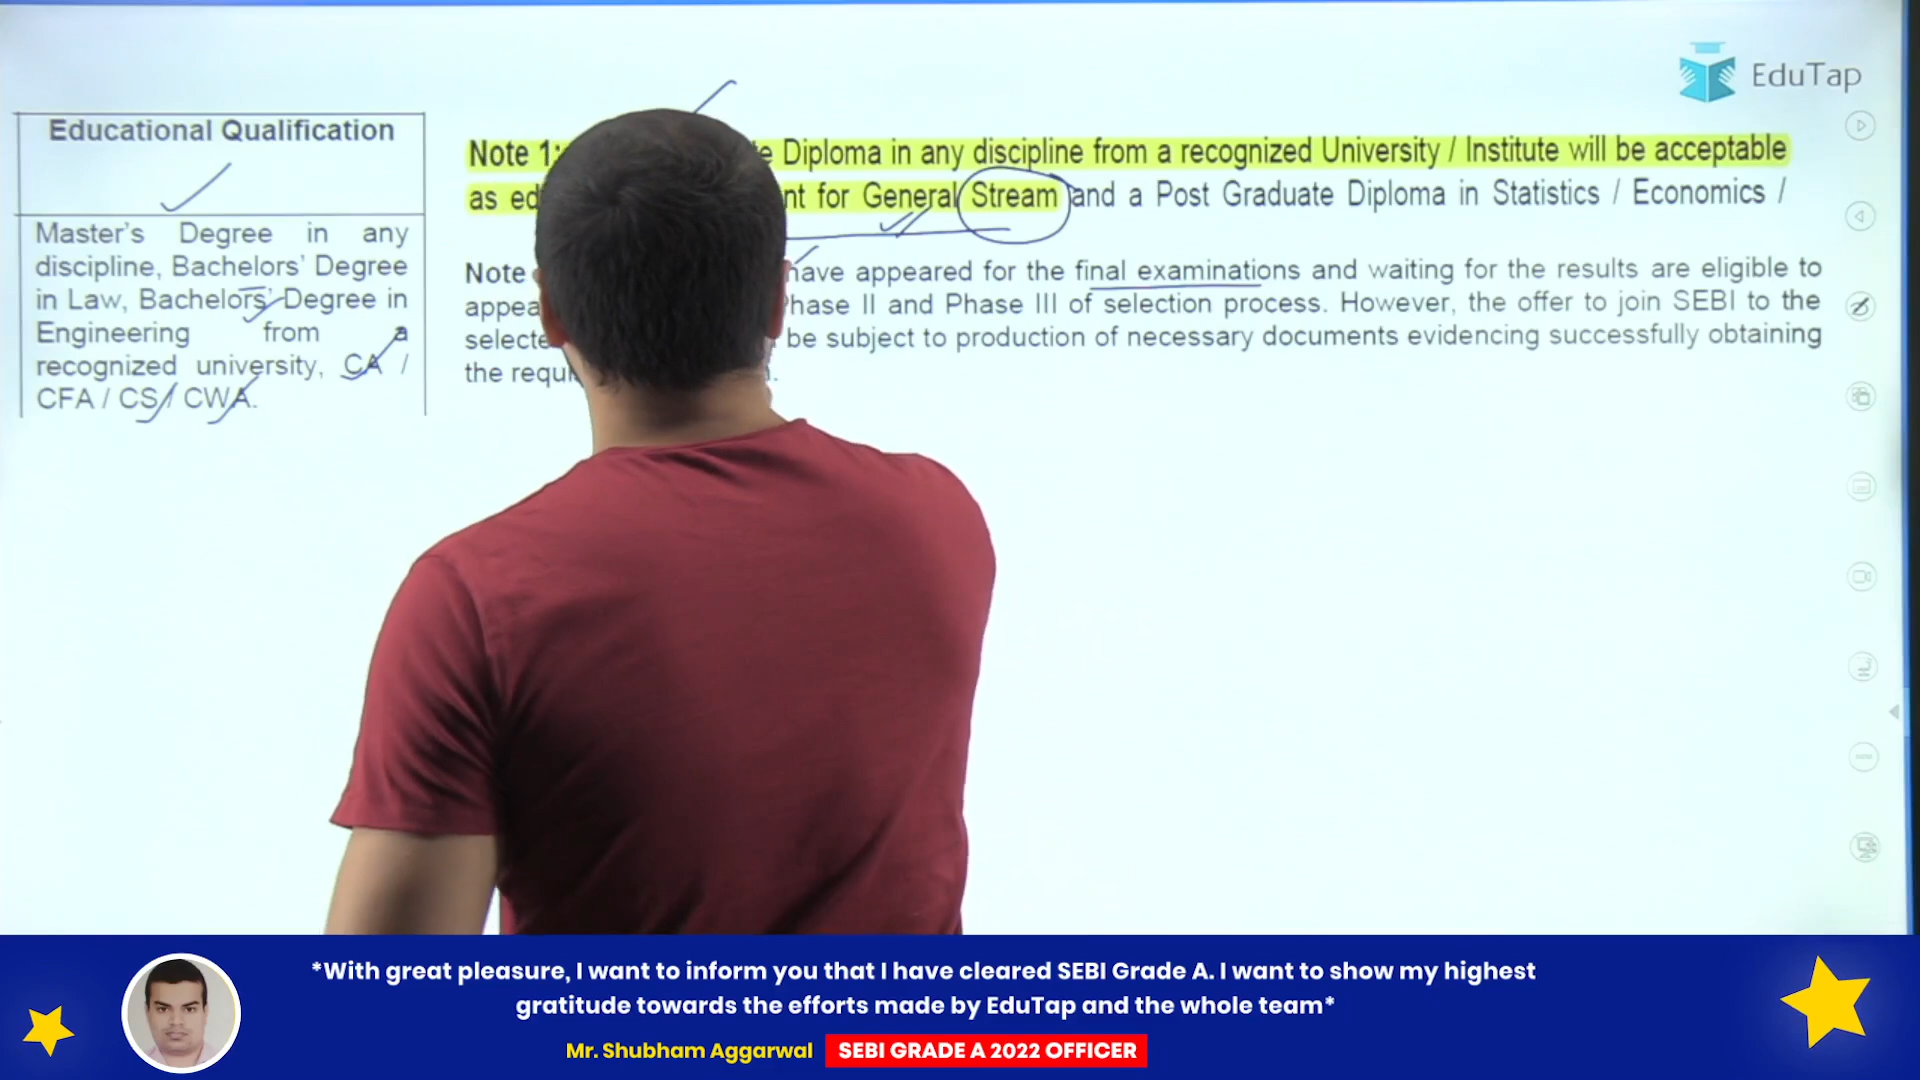 EduTap
Educational Qualification
Master's Degree in any
discipline, Bachelors' Degree
in Law, Bachelors' Degree in
Engineering from a
recognized university, CA /
CFA / CS / CWA.
Note 1: Diploma in any discipline from a recognized University / Institute will be acceptable
as for General Stream and a Post Graduate Diploma in Statistics / Economics /
Note have appeared for the final examinations and waiting for the results are eligible to
Phase II and Phase III of selection process. However, the offer to join SEBI to the
be subject to production of necessary documents evidencing successfully obtaining
the
*With great pleasure, I want to inform you that I have cleared SEBI Grade A. I want to show my highest
gratitude towards the efforts made by EduTap and the whole team*
Mr. Shubham Aggarwal SEBI GRADE A 2022 OFFICER